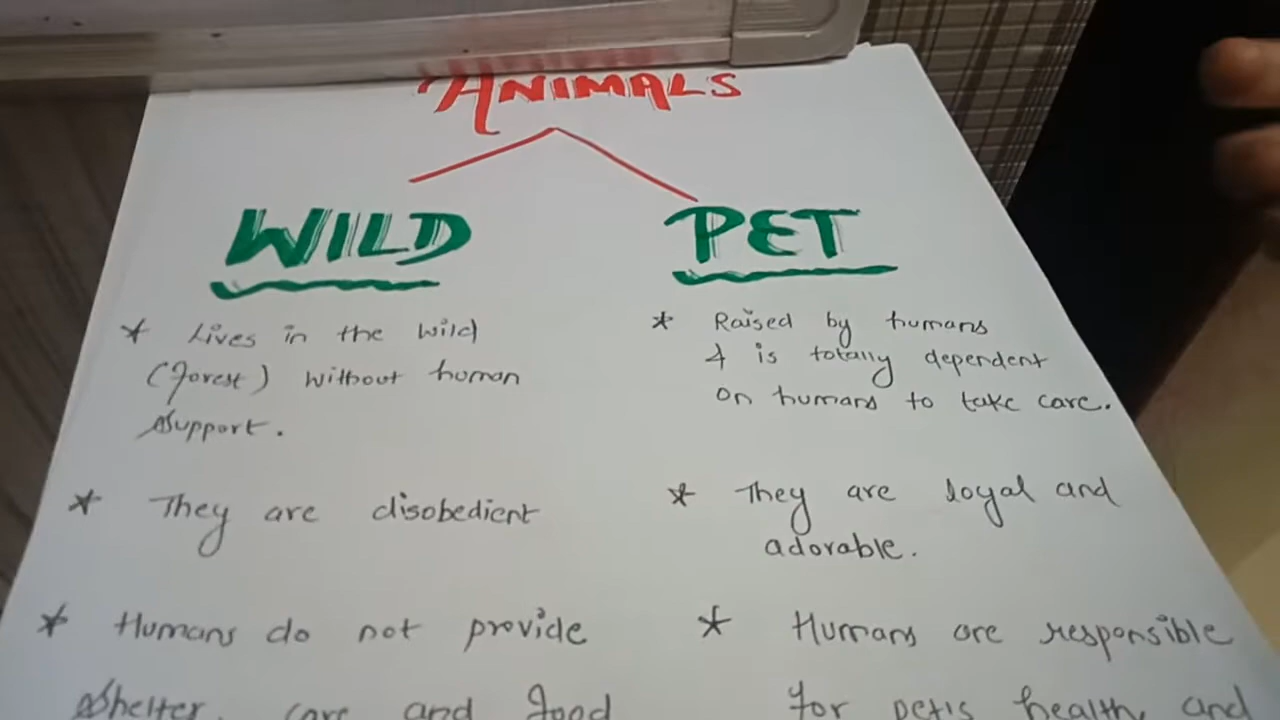 ANIMALS
WILD
* Lives in the wild
(forest) without human
support.
* They are disobedient
* Humans do not provide
shelter, care and food
PET
* Raised by humans
& is totally dependent
on humans to take care.
* They are loyal and
adorable.
* Humans are responsible
for pet's health, and